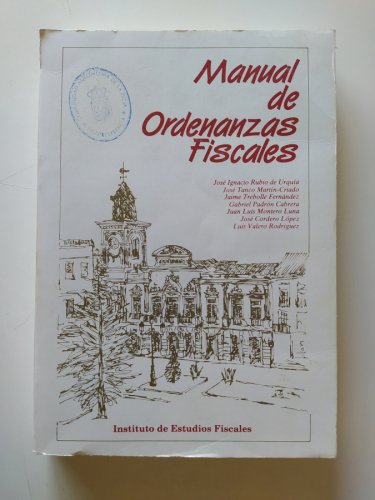 Manual
de
Ordenanzas
Fiscales
José Ignacio Rubio de Urquía
José Tanco Martín-Criado
Jaime Trebolle Fernández
Gabriel Padrón Cabrera
Juan Luis Montero Luna
José Cordero López
Luis Valero Rodríguez
Instituto de Estudios Fiscales